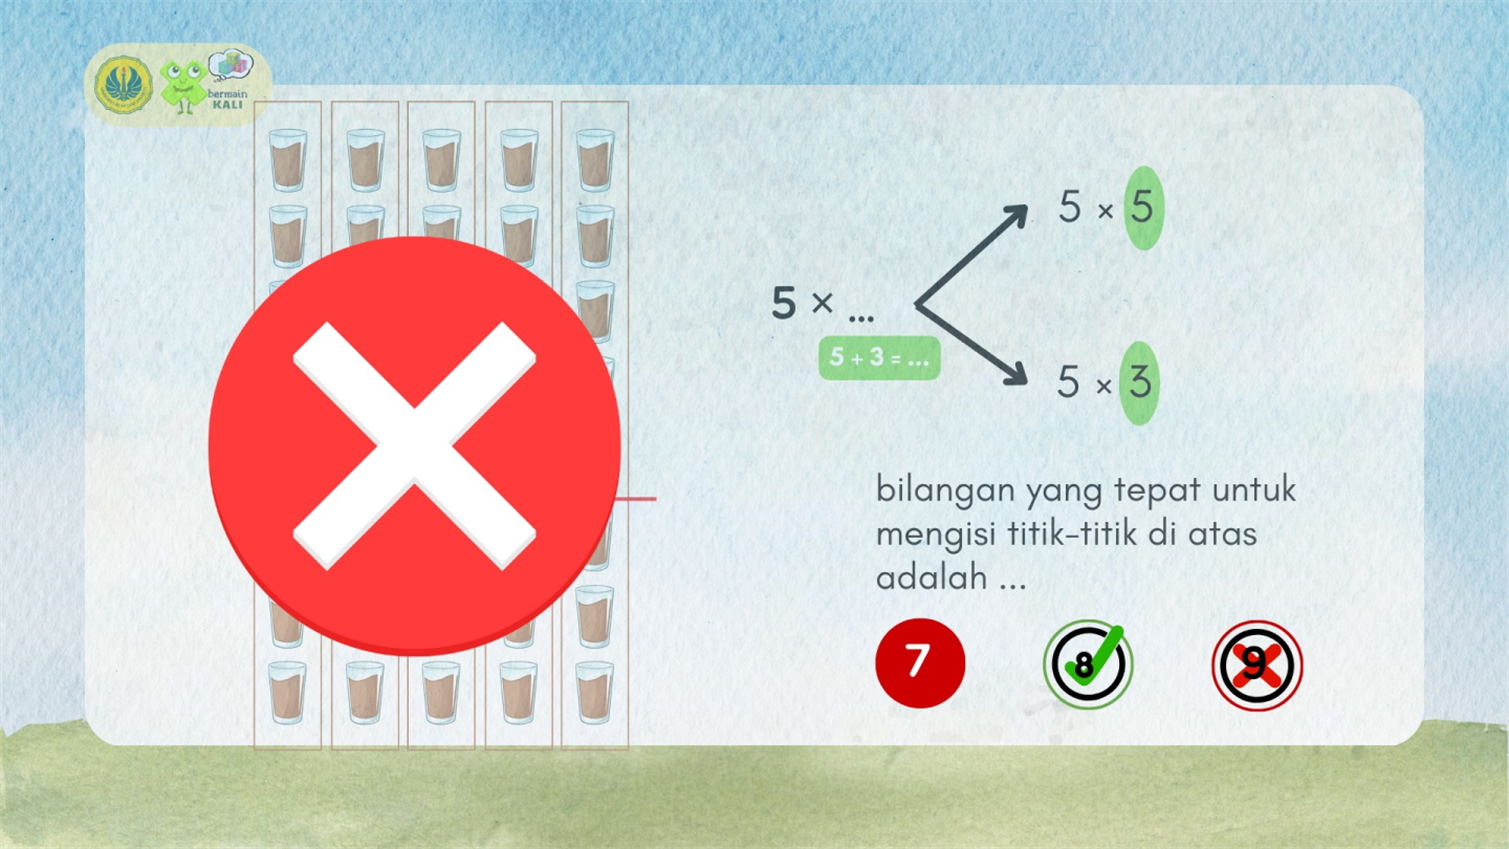 bermain
KALI
5 × 5
5 × ...
5 + 3 = ...
5 × 3
bilangan yang tepat untuk
mengisi titik-titik di atas
adalah ...
7 8 9